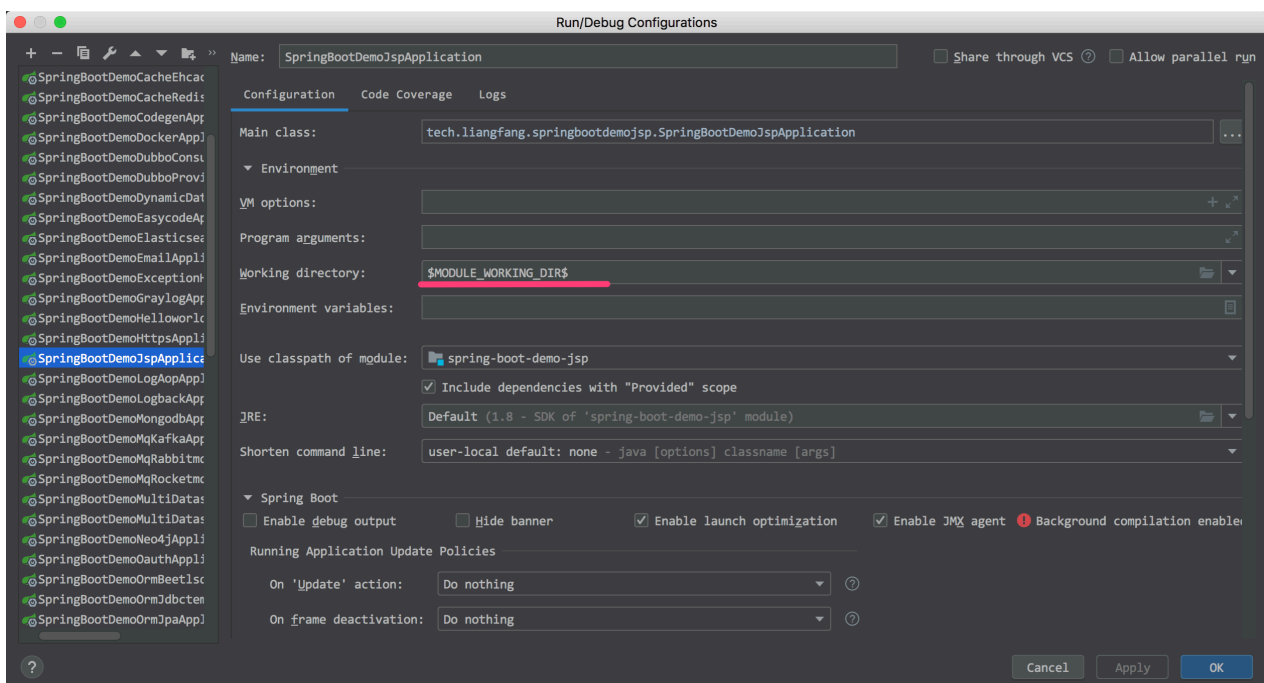 Run/Debug Configurations
Name: SpringBootDemoJspApplication
Share through VCS
Allow parallel run
SpringBootDemoCacheEhcac
SpringBootDemoCacheRedis
SpringBootDemoCodegenApp
SpringBootDemoDockerAppl
SpringBootDemoDubboConsu
SpringBootDemoDubboProvi
SpringBootDemoDynamicDat
SpringBootDemoEasycodeAp
SpringBootDemoElasticsea
SpringBootDemoEmailAppli
SpringBootDemoExceptionH
SpringBootDemoGraylogApp
SpringBootDemoHelloworld
SpringBootDemoHttpsAppli
SpringBootDemoJspApplica
SpringBootDemoLogAopAppl
SpringBootDemoLogbackApp
SpringBootDemoMongodbApp
SpringBootDemoMqKafkaApp
SpringBootDemoMqRabbitmq
SpringBootDemoMqRocketmq
SpringBootDemoMultiDatas
SpringBootDemoMultiDatas
SpringBootDemoNeo4jAppli
SpringBootDemoOauthAppli
SpringBootDemoOrmBeetlsq
SpringBootDemoOrmJdbctem
SpringBootDemoOrmJpaAppl
Configuration Code Coverage Logs
Main class: tech.liangfang.springbootdemojsp.SpringBootDemoJspApplication
...
Environment
VM options:
Program arguments:
Working directory: $MODULE_WORKING_DIR$
Environment variables:
Use classpath of module: spring-boot-demo-jsp
Include dependencies with "Provided" scope
JRE: Default (1.8 - SDK of 'spring-boot-demo-jsp' module)
Shorten command line: user-local default: none - java [options] classname [args]
Spring Boot
Enable debug output Hide banner Enable launch optimization Enable JMX agent Background compilation enabled
Running Application Update Policies
On 'Update' action: Do nothing
On frame deactivation: Do nothing
Cancel Apply OK